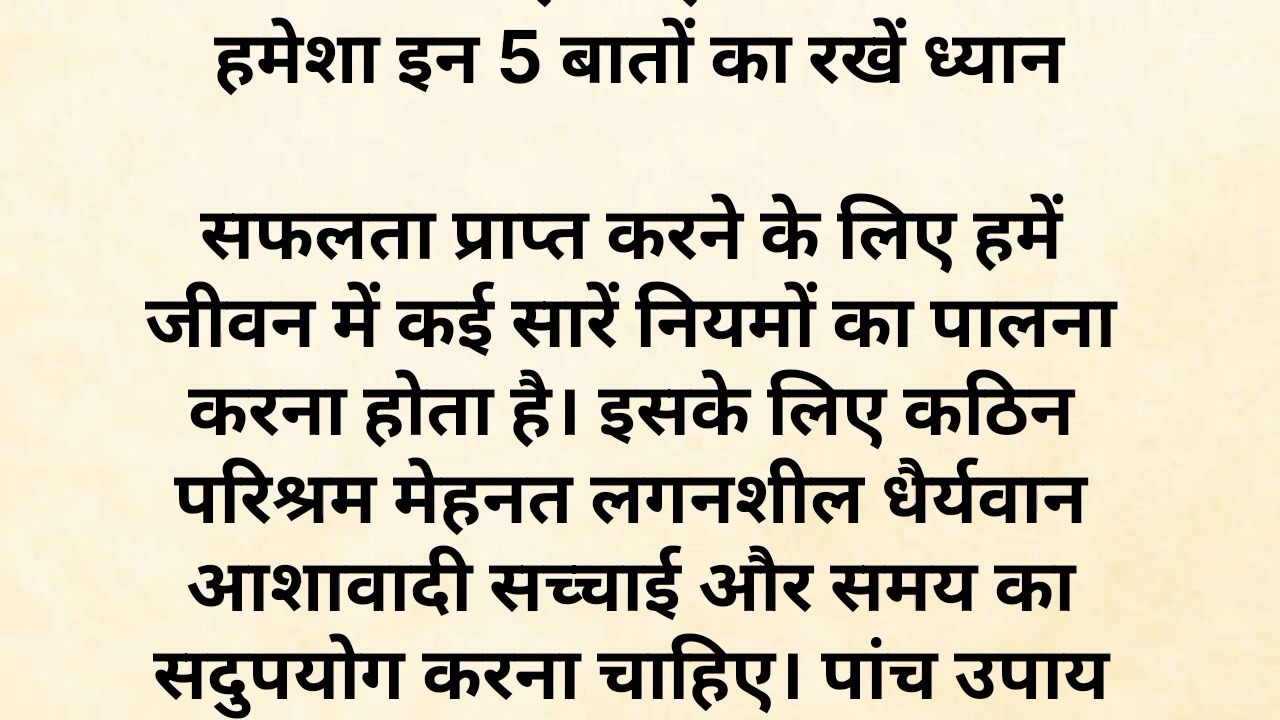 हमेशा इन 5 बातों का रखें ध्यान
सफलता प्राप्त करने के लिए हमें
जीवन में कई सारें नियमों का पालना
करना होता है। इसके लिए कठिन
परिश्रम मेहनत लगनशील धैर्यवान
आशावादी सच्चाई और समय का
सदुपयोग करना चाहिए। पांच उपाय